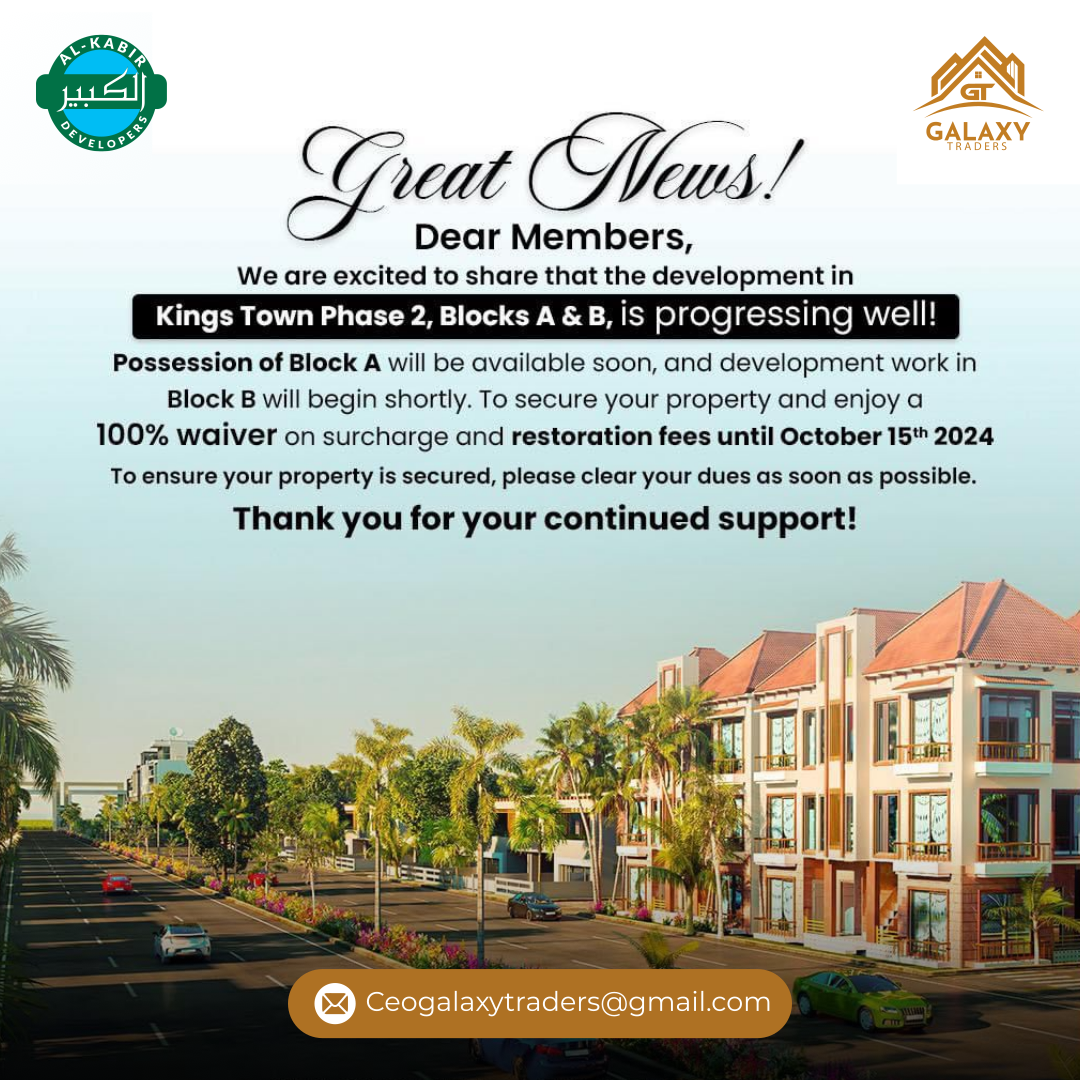 AL-KABIR
الكبير
DEVELOPERS
GT
GALAXY
TRADERS
Great News!
Dear Members,
We are excited to share that the development in
Kings Town Phase 2, Blocks A & B, is progressing well!
Possession of Block A will be available soon, and development work in
Block B will begin shortly. To secure your property and enjoy a
100% waiver on surcharge and restoration fees until October 15th 2024
To ensure your property is secured, please clear your dues as soon as possible.
Thank you for your continued support!
Ceogalaxytraders@gmail.com